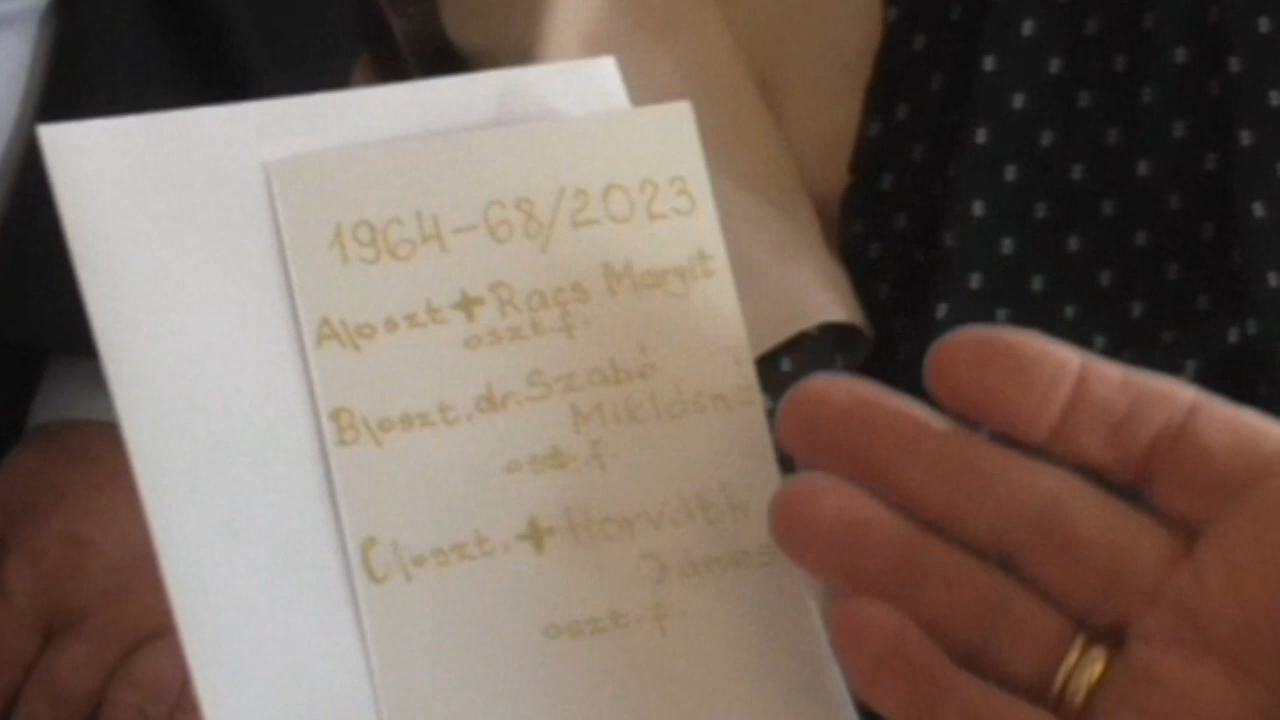 1964-68/2023
A/oszt + Rács Margit
oszt.f.
B/oszt. dr. Szabó
Miklósné
oszt.f.
C/oszt. + Horváth
János
oszt.f.